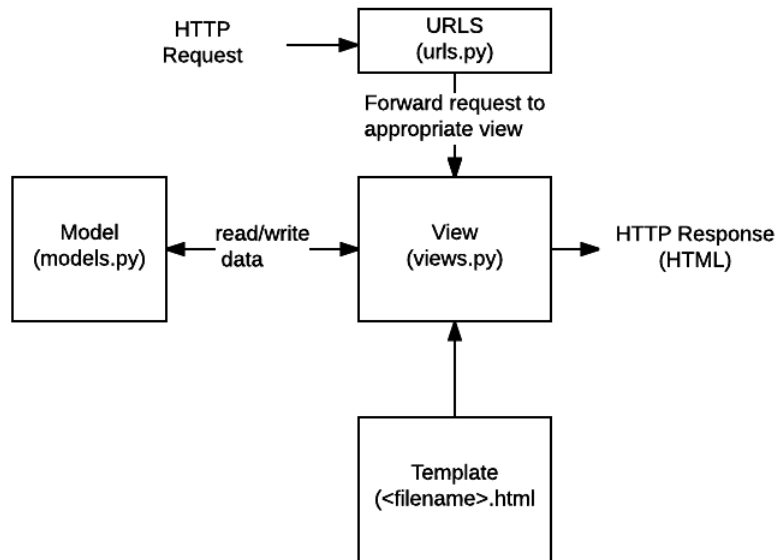 HTTP
Request
URLS
(urls.py)
Forward request to
appropriate view
Model
(models.py)
read/write
data
View
(views.py)
HTTP Response
(HTML)
Template
(<filename>.html